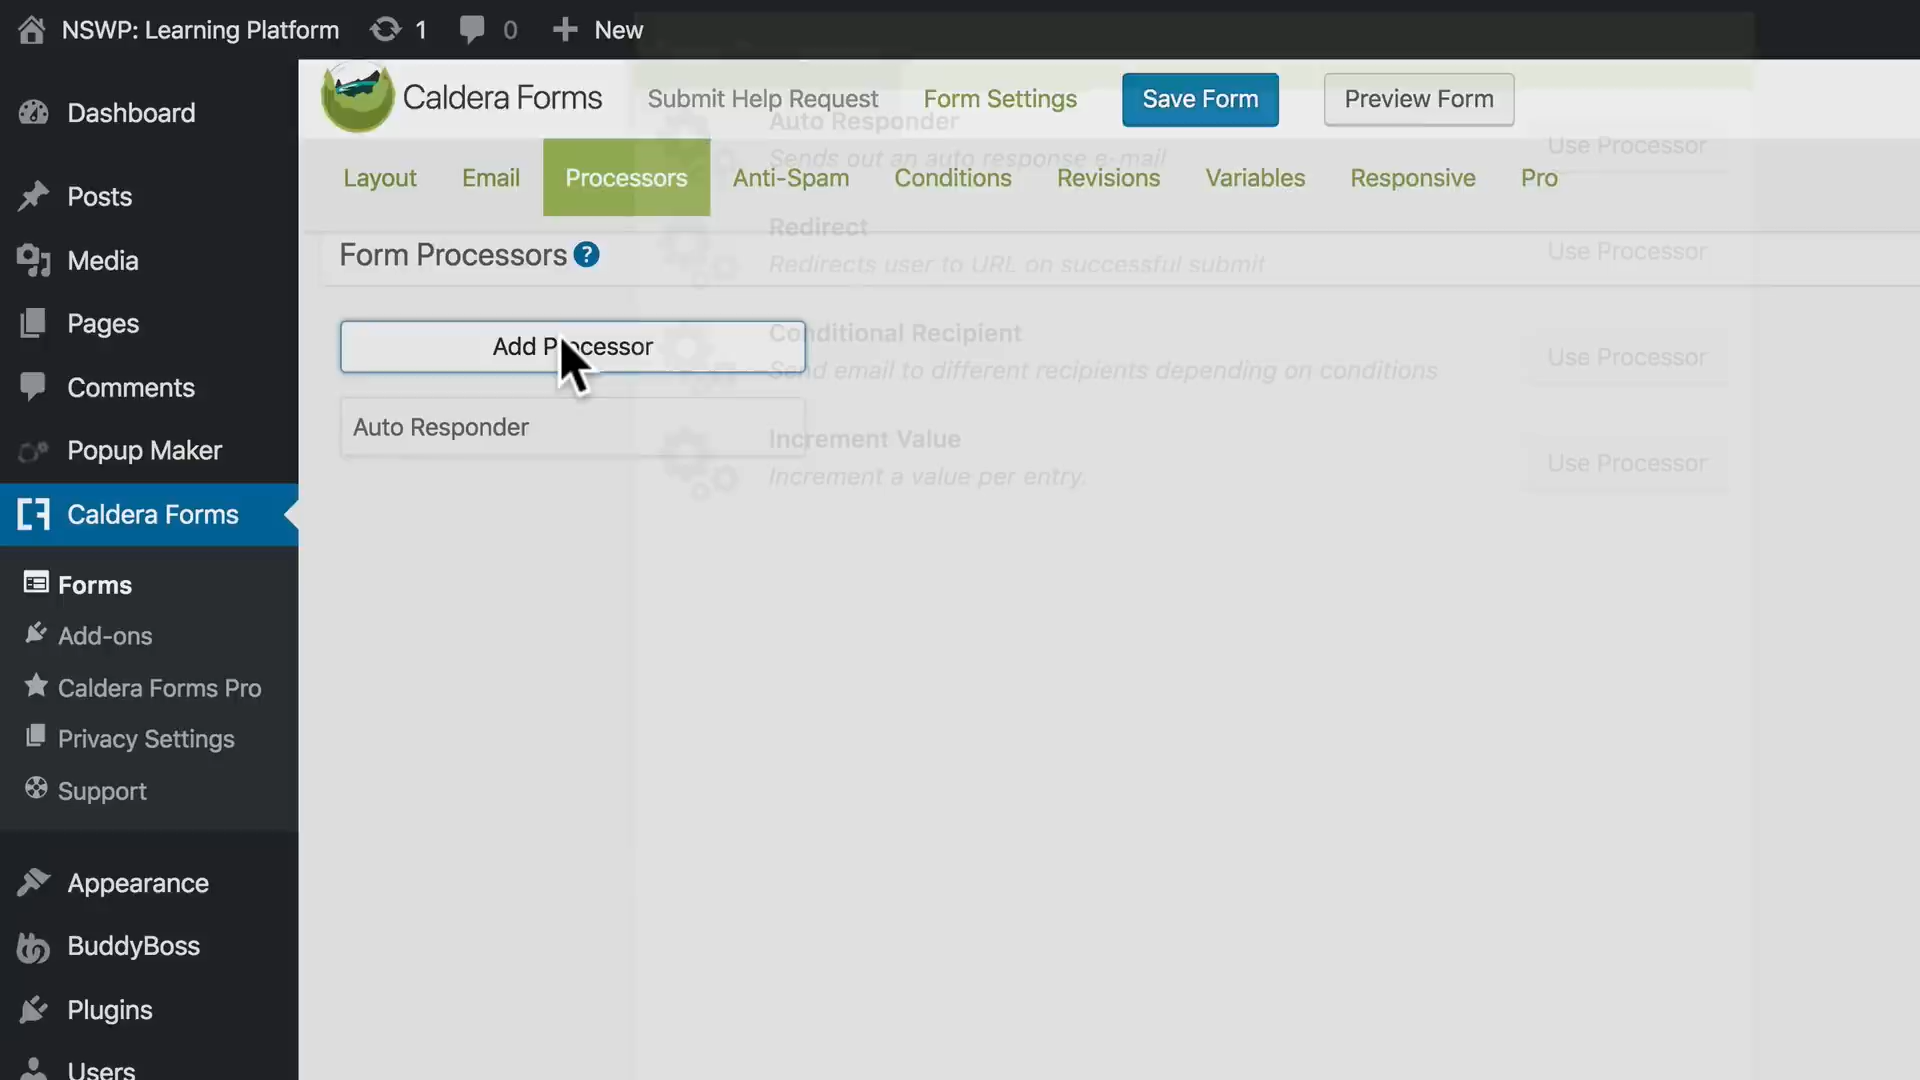 NSWP: Learning Platform
1
0
New
Dashboard
Posts
Media
Pages
Comments
Popup Maker
Caldera Forms
Forms
Add-ons
Caldera Forms Pro
Privacy Settings
Support
Appearance
BuddyBoss
Plugins
Users
Caldera Forms
Submit Help Request
Form Settings
Save Form
Preview Form
Layout
Email
Processors
Anti-Spam
Conditions
Revisions
Variables
Responsive
Pro
Form Processors ?
Add Processor
Auto Responder
Auto Responder
Sends out an auto response e-mail
Use Processor
Redirect
Redirects user to URL on successful submit
Use Processor
Conditional Recipient
Send email to different recipients depending on conditions
Use Processor
Increment Value
Increment a value per entry.
Use Processor